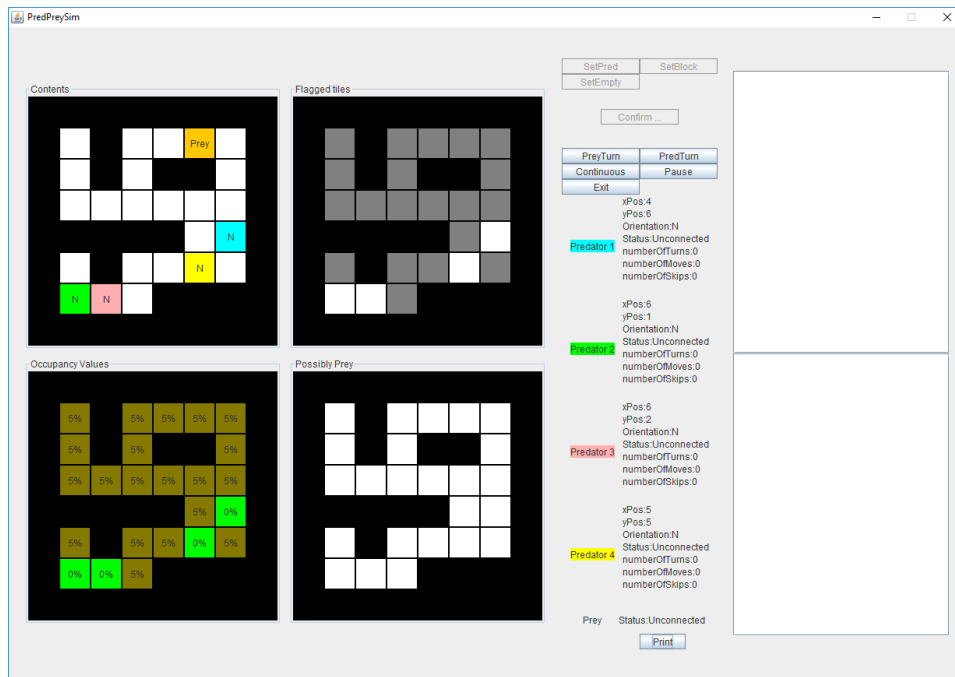 PredPreySim
SetPred SetBlock
SetEmpty
Confirm ...
Contents
Flagged tiles
Prey
N
N
N N
PreyTurn PredTurn
Continuous Pause
Exit
xPos:4
yPos:6
Orientation:N
Predator 1 Status:Unconnected
numberOfTurns:0
numberOfMoves:0
numberOfSkips:0
xPos:6
yPos:1
Orientation:N
Predator 2 Status:Unconnected
numberOfTurns:0
numberOfMoves:0
numberOfSkips:0
Occupancy Values
Possibly Prey
5% 5% 5% 5% 5%
5% 5% 5%
5% 5% 5% 5% 5% 5%
5% 0%
5% 5% 5% 0% 5%
0% 0% 5%
xPos:6
yPos:2
Orientation:N
Predator 3 Status:Unconnected
numberOfTurns:0
numberOfMoves:0
numberOfSkips:0
xPos:5
yPos:5
Orientation:N
Predator 4 Status:Unconnected
numberOfTurns:0
numberOfMoves:0
numberOfSkips:0
Prey Status:Unconnected
Print